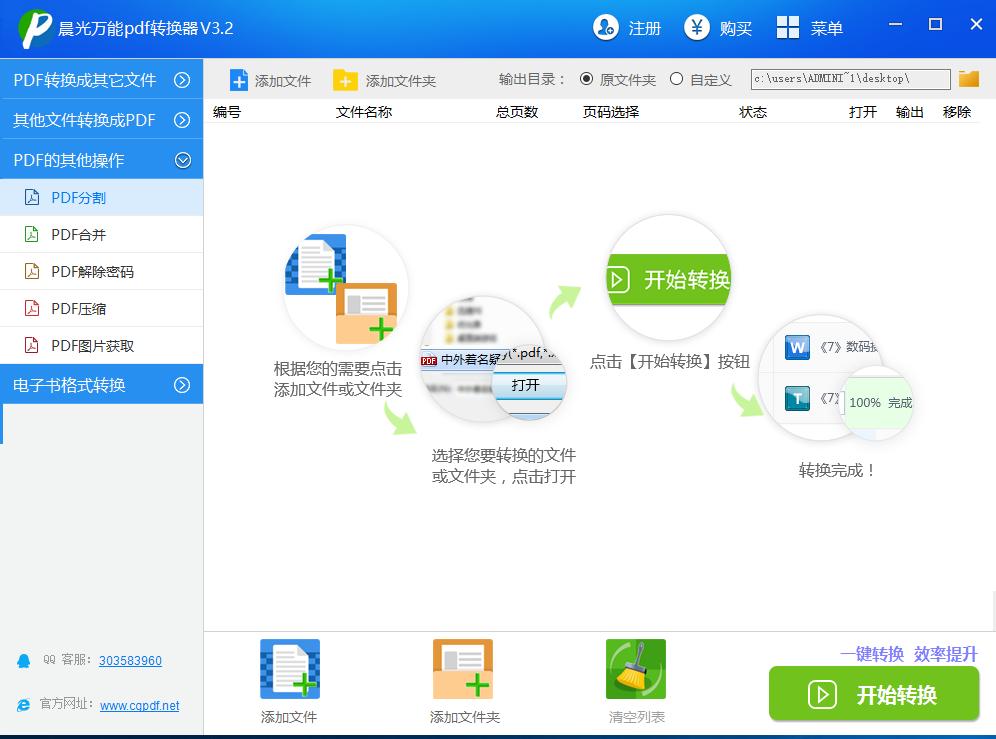 晨光万能pdf转换器V3.2
注册 购买 菜单
PDF转换成其它文件
其他文件转换成PDF
PDF的其他操作
PDF分割
PDF合并
PDF解除密码
PDF压缩
PDF图片获取
电子书格式转换
QQ 客服: 303583960
官方网址: www.cgpdf.net
添加文件 添加文件夹 输出目录： 原文件夹 自定义 c:\users\ADMINI~1\desktop\
编号 文件名称 总页数 页码选择 状态 打开 输出 移除
根据您的需要点击
添加文件或文件夹
PDF 中外着名疑 (*.pdf,*.
打开
选择您要转换的文件
或文件夹，点击打开
开始转换
点击【开始转换】按钮
W 《7》数码
T 《7》
100% 完成
转换完成！
添加文件 添加文件夹 清空列表
一键转换 效率提升
开始转换